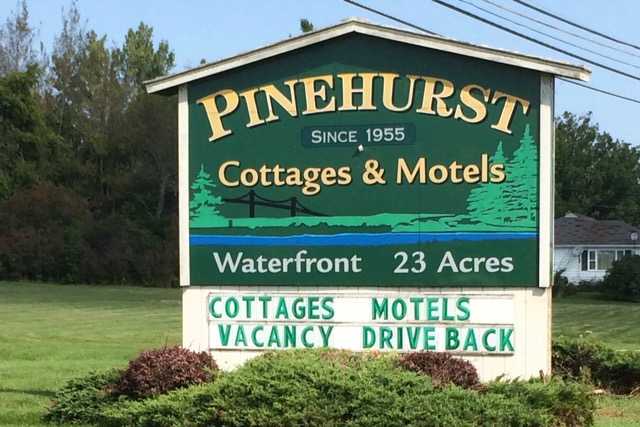 PINEHURST
SINCE 1955
Cottages & Motels
Waterfront 23 Acres
COTTAGES MOTELS
VACANCY DRIVE BACK